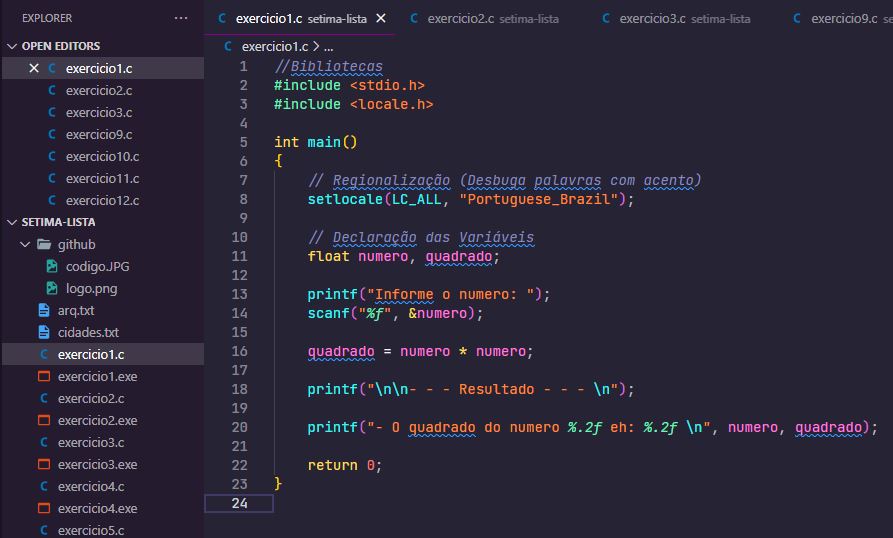 EXPLORER ...
OPEN EDITORS
exercicio1.c
exercicio2.c
exercicio3.c
exercicio9.c
exercicio10.c
exercicio11.c
exercicio12.c
SETIMA-LISTA
github
codigo.JPG
logo.png
arq.txt
cidades.txt
exercicio1.c
exercicio1.exe
exercicio2.c
exercicio2.exe
exercicio3.c
exercicio3.exe
exercicio4.c
exercicio4.exe
exercicio5.c
exercicio1.c setima-lista exercicio2.c setima-lista exercicio3.c setima-lista exercicio9.c
exercicio1.c > ...
1 //Bibliotecas
2 #include <stdio.h>
3 #include <locale.h>
4
5 int main()
6 {
7 // Regionalização (Desbuga palavras com acento)
8 setlocale(LC_ALL, "Portuguese_Brazil");
9
10 // Declaração das Variáveis
11 float numero, quadrado;
12
13 printf("Informe o numero: ");
14 scanf("%f", &numero);
15
16 quadrado = numero * numero;
17
18 printf("\n\n- - - Resultado - - - \n");
19
20 printf("- O quadrado do numero %.2f eh: %.2f \n", numero, quadrado);
21
22 return 0;
23 }
24